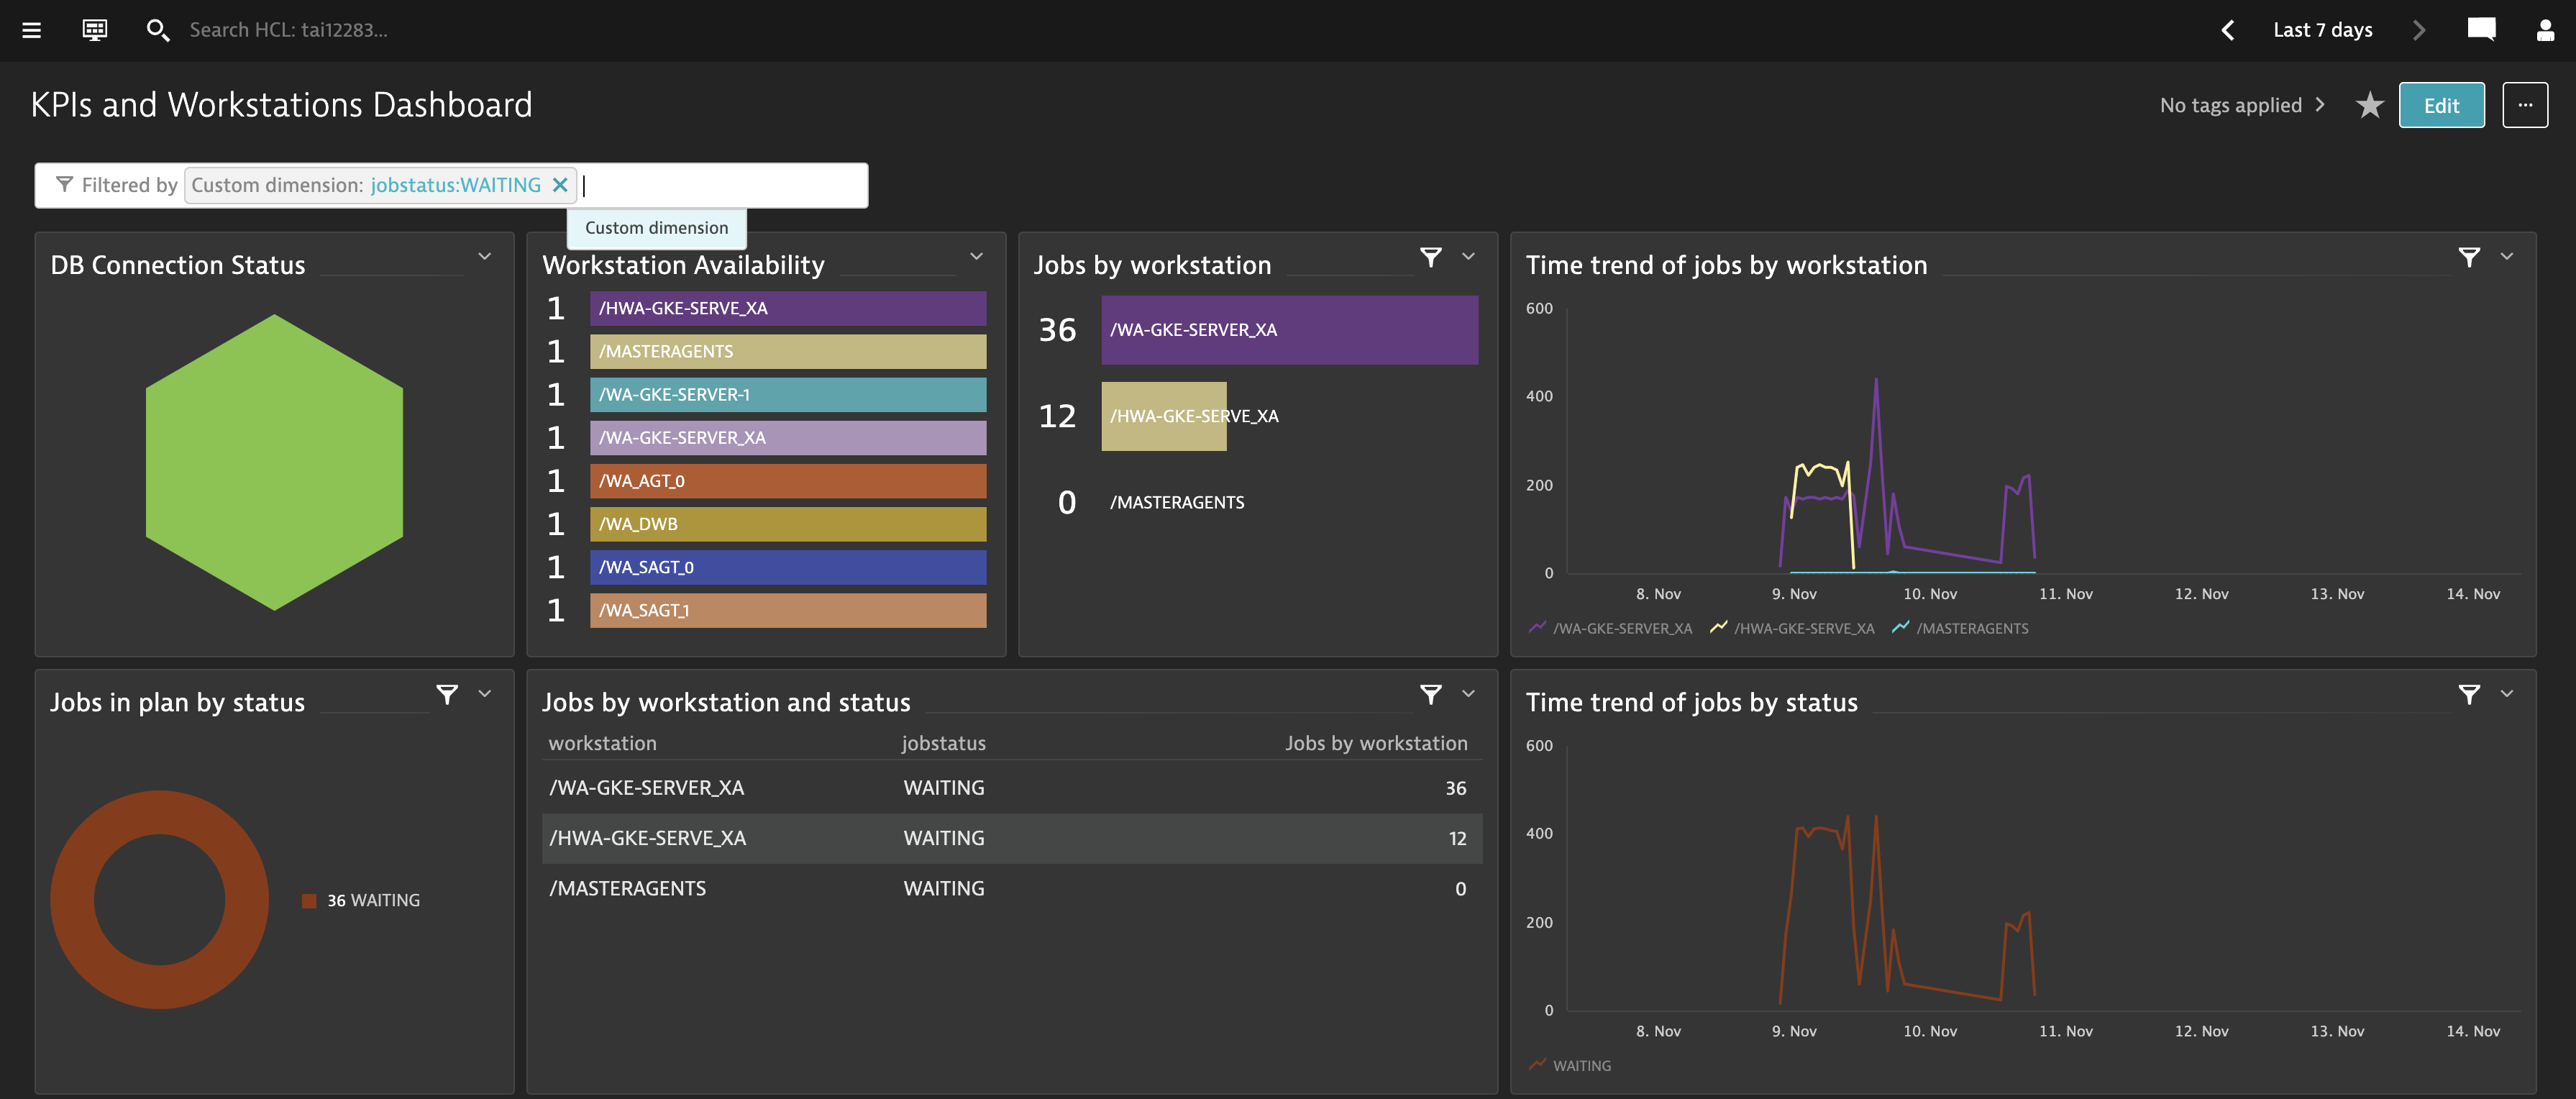 Search HCL: tai12283...
Last 7 days
KPIs and Workstations Dashboard
No tags applied
Edit
...
Filtered by Custom dimension: jobstatus:WAITING
Custom dimension
DB Connection Status
Workstation Availability
1 /HWA-GKE-SERVE_XA
1 /MASTERAGENTS
1 /WA-GKE-SERVER-1
1 /WA-GKE-SERVER_XA
1 /WA_AGT_0
1 /WA_DWB
1 /WA_SAGT_0
1 /WA_SAGT_1
Jobs by workstation
36 /WA-GKE-SERVER_XA
12 /HWA-GKE-SERVE_XA
0 /MASTERAGENTS
Time trend of jobs by workstation
600
400
200
0
8. Nov 9. Nov 10. Nov 11. Nov 12. Nov 13. Nov 14. Nov
/WA-GKE-SERVER_XA /HWA-GKE-SERVE_XA /MASTERAGENTS
Jobs in plan by status
36 WAITING
Jobs by workstation and status
workstation jobstatus Jobs by workstation
/WA-GKE-SERVER_XA WAITING 36
/HWA-GKE-SERVE_XA WAITING 12
/MASTERAGENTS WAITING 0
Time trend of jobs by status
600
400
200
0
8. Nov 9. Nov 10. Nov 11. Nov 12. Nov 13. Nov 14. Nov
WAITING